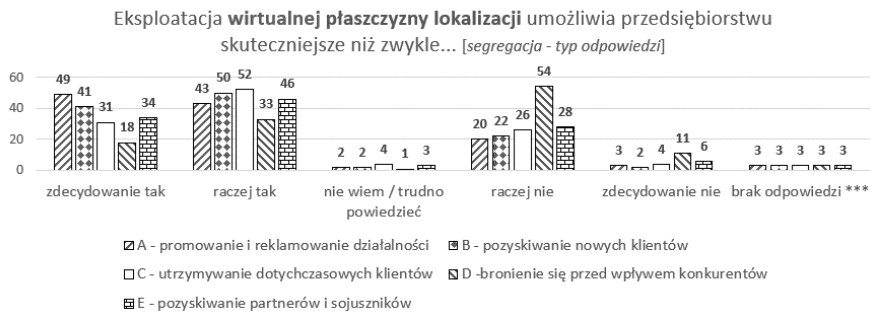 Eksploatacja wirtualnej płaszczyzny lokalizacji umożliwia przedsiębiorstwu
skuteczniejsze niż zwykle... [segregacja - typ odpowiedzi]
60
40
20
0
49 41 31 18 34
43 50 52 33 46
2 2 4 1 3
20 22 26 54 28
3 2 4 11 6
3 3 3 3 3
zdecydowanie tak
raczej tak
nie wiem / trudno
powiedzieć
raczej nie
zdecydowanie nie
brak odpowiedzi ***
A - promowanie i reklamowanie działalności
B - pozyskiwanie nowych klientów
C - utrzymywanie dotychczasowych klientów
D -bronienie się przed wpływem konkurentów
E - pozyskiwanie partnerów i sojuszników